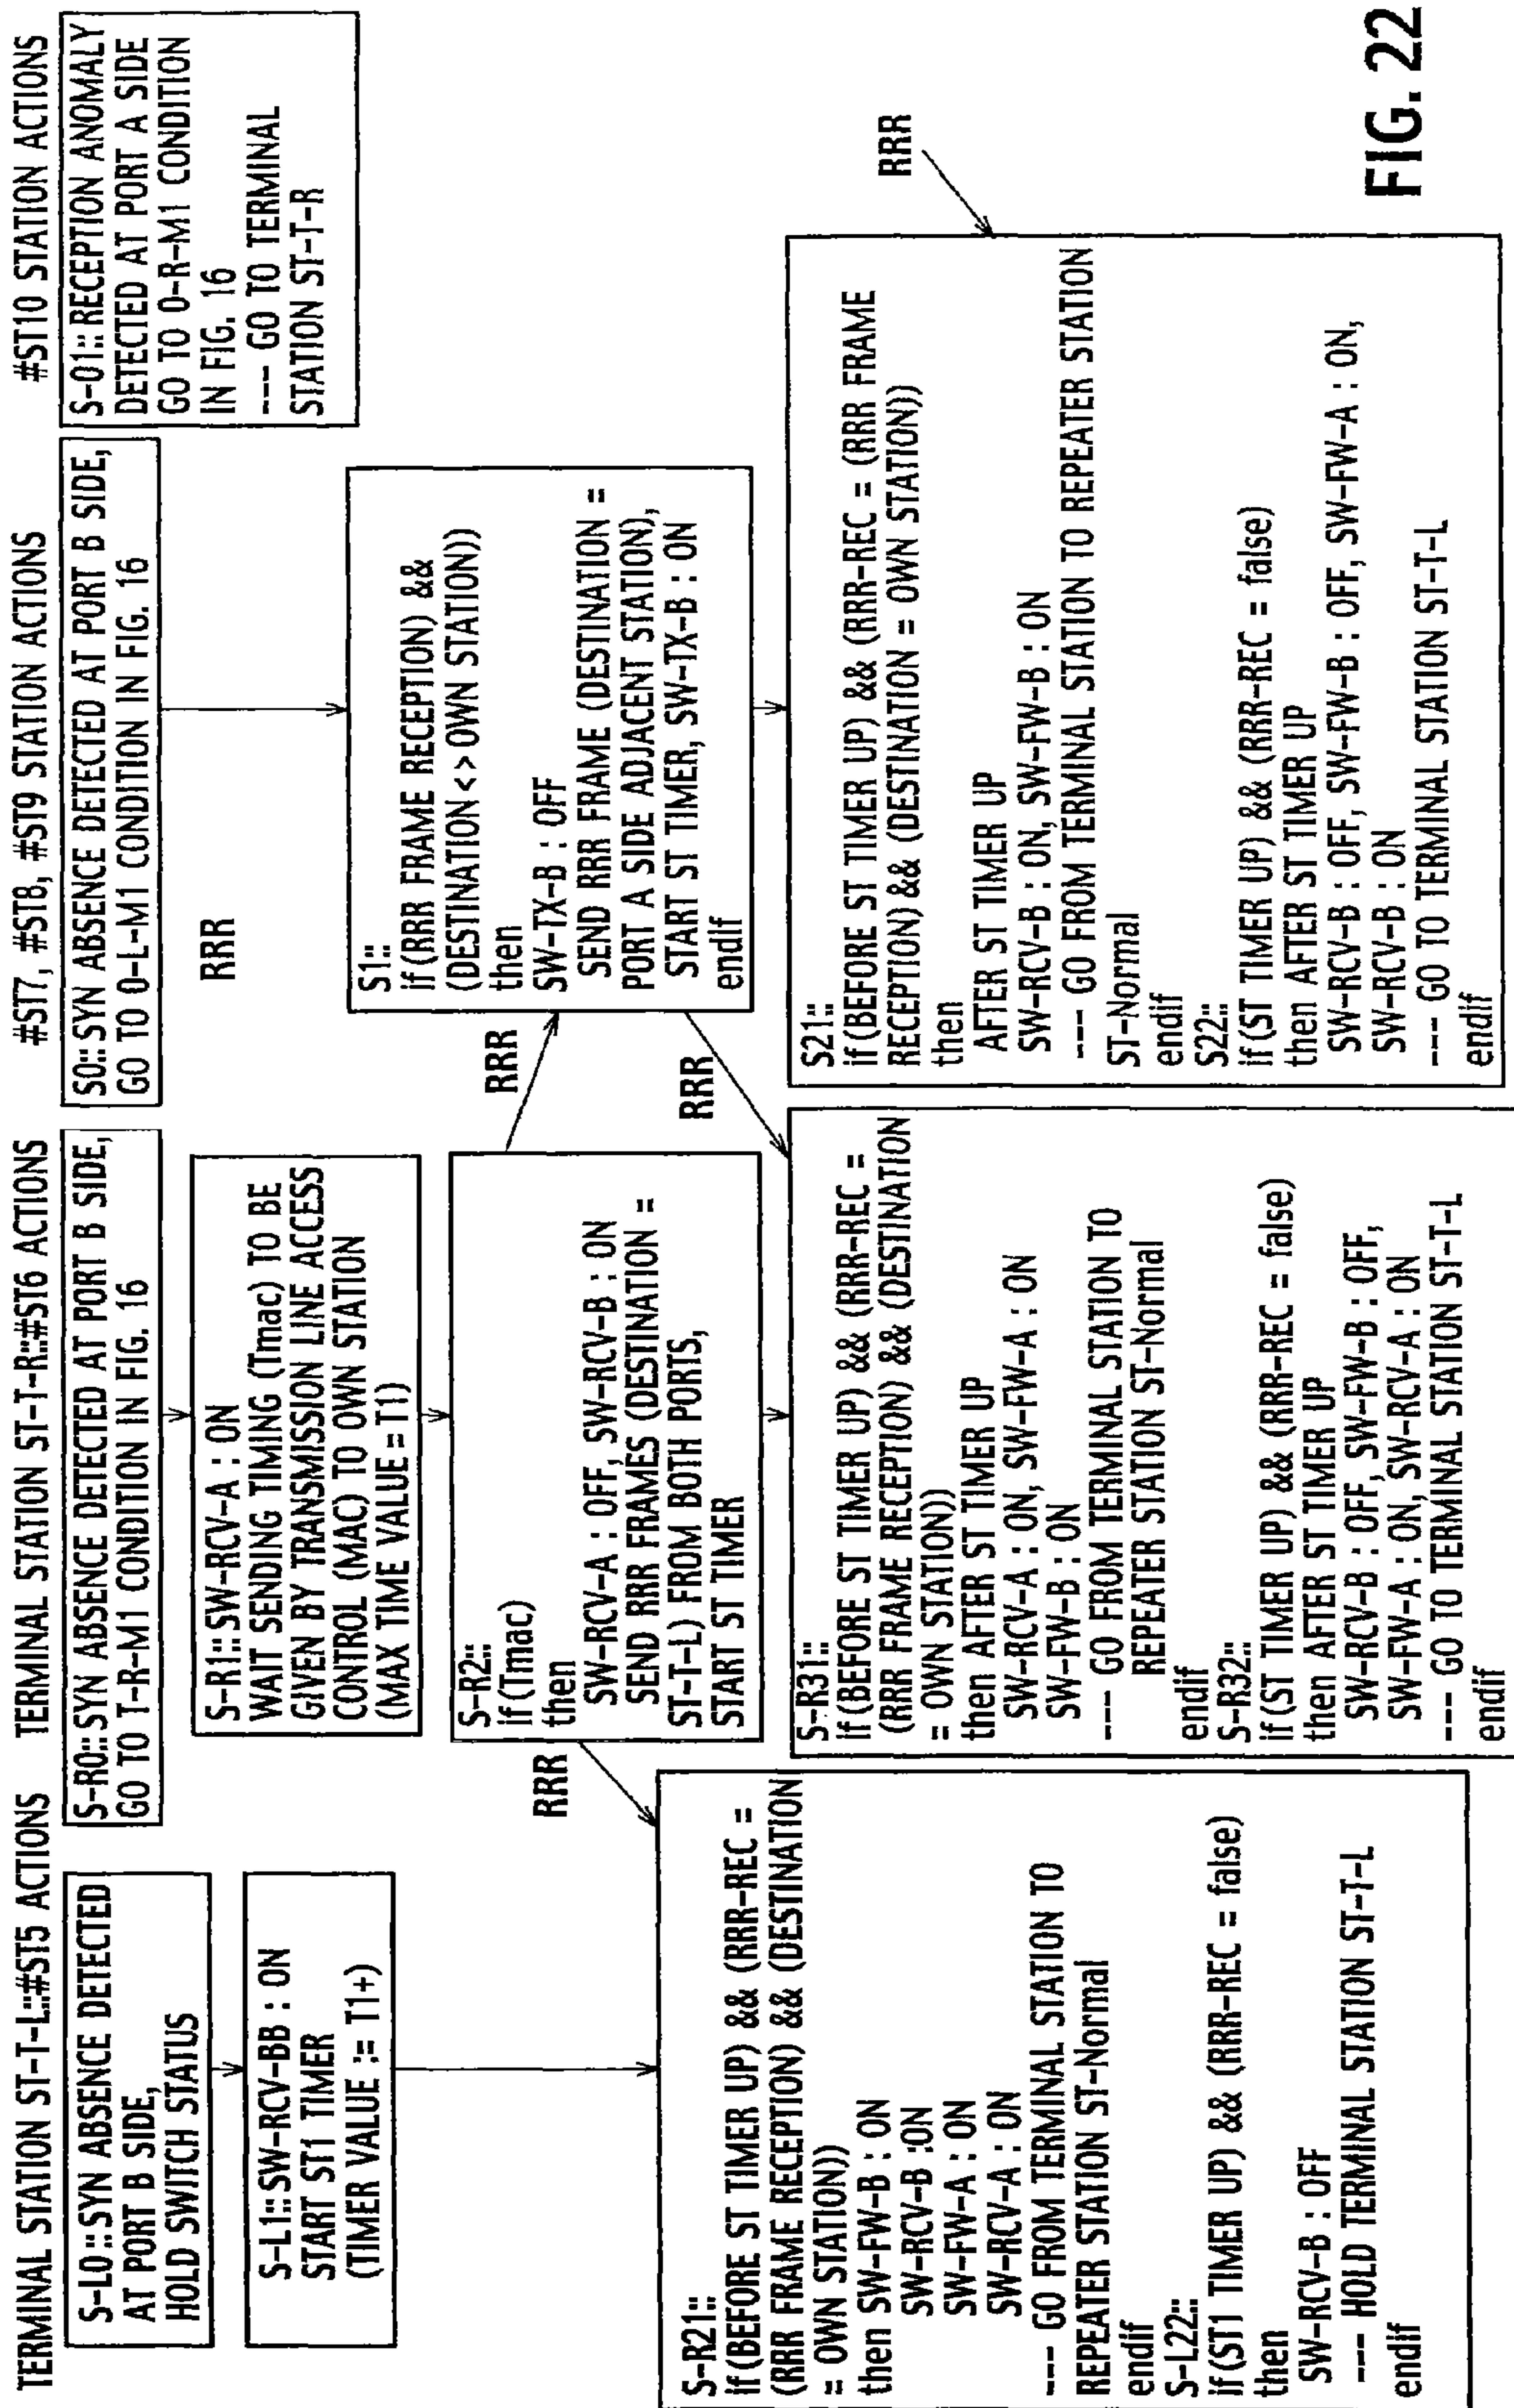 TERMINAL STATION ST-T-L::#ST5 ACTIONS
S-L0::SYN ABSENCE DETECTED
AT PORT B SIDE,
HOLD SWITCH STATUS
S-L1::SW-RCV-BB : ON
START ST1 TIMER
(TIMER VALUE := T1+)
S-R21::
if(BEFORE ST TIMER UP) && (RRR-REC =
(RRR FRAME RECEPTION) && (DESTINATION
= OWN STATION))
then SW-FW-B : ON
SW-RCV-B :ON
SW-FW-A : ON
SW-RCV-A : ON
--- GO FROM TERMINAL STATION TO
REPEATER STATION ST-Normal
endif
S-L22::
if(ST1 TIMER UP) && (RRR-REC = false)
then
SW-RCV-B : OFF
--- HOLD TERMINAL STATION ST-T-L
endif
TERMINAL STATION ST-T-R::#ST6 ACTIONS
S-R0::SYN ABSENCE DETECTED AT PORT B SIDE,
GO TO T-R-M1 CONDITION IN FIG. 16
S-R1::SW-RCV-A : ON
WAIT SENDING TIMING (Tmac) TO BE
GIVEN BY TRANSMISSION LINE ACCESS
CONTROL (MAC) TO OWN STATION
(MAX TIME VALUE = T1)
S-R2::
if(Tmac)
then
SW-RCV-A : OFF, SW-RCV-B : ON
SEND RRR FRAMES (DESTINATION =
ST-T-L) FROM BOTH PORTS,
START ST TIMER
RRR
RRR
S-R31::
if(BEFORE ST TIMER UP) && (RRR-REC =
(RRR FRAME RECEPTION) && (DESTINATION
= OWN STATION))
then AFTER ST TIMER UP
SW-RCV-A : ON, SW-FW-A : ON
SW-FW-B : ON
--- GO FROM TERMINAL STATION TO
REPEATER STATION ST-Normal
endif
S-R32::
if(ST TIMER UP) && (RRR-REC = false)
then AFTER ST TIMER UP
SW-RCV-B : OFF, SW-FW-B : OFF,
SW-FW-A : ON, SW-RCV-A : ON
--- GO TO TERMINAL STATION ST-T-L
endif
#ST7, #ST8, #ST9 STATION ACTIONS
S0::SYN ABSENCE DETECTED AT PORT B SIDE,
GO TO O-L-M1 CONDITION IN FIG. 16
RRR
S1::
if(RRR FRAME RECEPTION) &&
(DESTINATION<>OWN STATION))
then
SW-TX-B : OFF
SEND RRR FRAME (DESTINATION =
PORT A SIDE ADJACENT STATION),
START ST TIMER, SW-TX-B : ON
endif
RRR
S21::
if(BEFORE ST TIMER UP) && (RRR-REC = (RRR FRAME
RECEPTION) && (DESTINATION = OWN STATION))
then
AFTER ST TIMER UP
SW-RCV-B : ON, SW-FW-B : ON
--- GO FROM TERMINAL STATION TO REPEATER STATION
ST-Normal
endif
S22::
if(ST TIMER UP) && (RRR-REC = false)
then AFTER ST TIMER UP
SW-RCV-B : OFF, SW-FW-B : OFF, SW-FW-A : ON,
SW-RCV-B : ON
--- GO TO TERMINAL STATION ST-T-L
endif
#ST10 STATION ACTIONS
S-01::RECEPTION ANOMALY
DETECTED AT PORT A SIDE
GO TO O-R-M1 CONDITION
IN FIG. 16
--- GO TO TERMINAL
STATION ST-T-R
RRR
FIG. 22